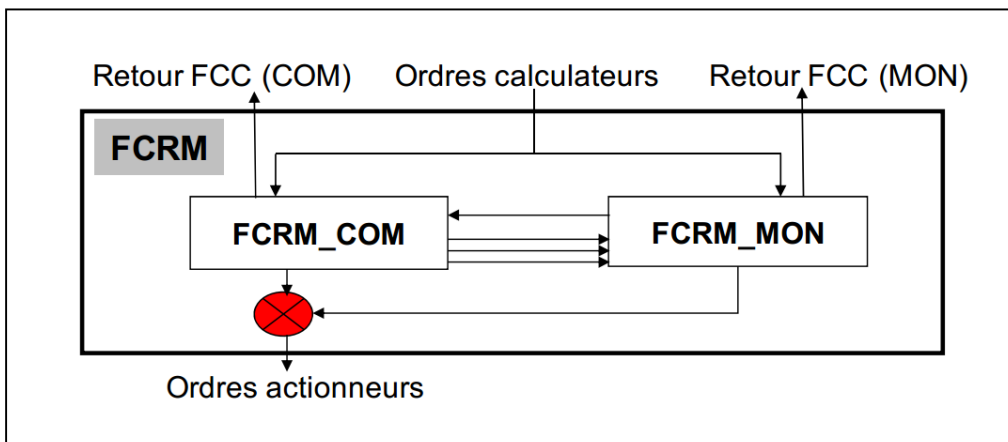 Retour FCC (COM) Ordres calculateurs Retour FCC (MON)
FCRM
FCRM_COM FCRM_MON
Ordres actionneurs